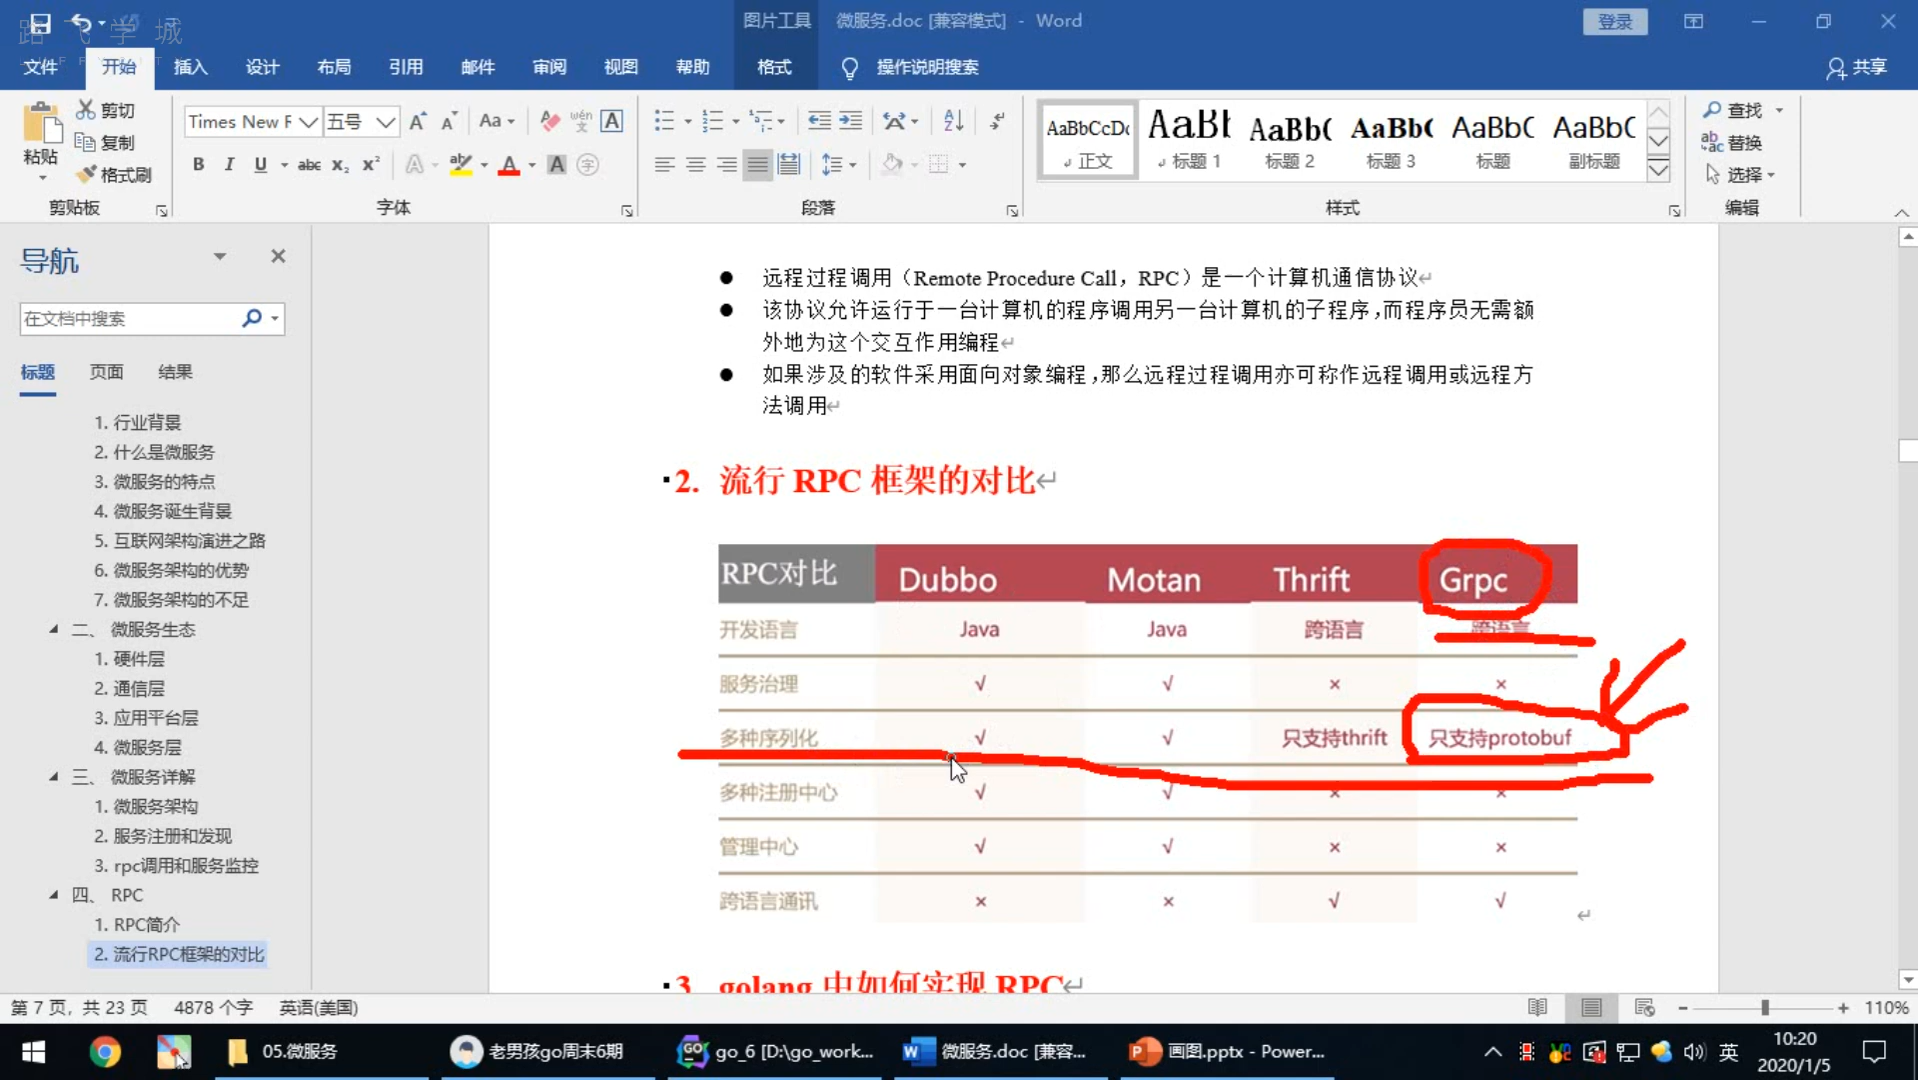 路飞学城
图片工具
微服务.doc [兼容模式] - Word
登录
文件 开始 插入 设计 布局 引用 邮件 审阅 视图 帮助 格式 操作说明搜索 共享
粘贴 剪切
复制
格式刷
剪贴板
Times New F 五号
字体
段落
AaBbCcDc AaBb AaBbC AaBbC AaBbC AaBbC
正文 标题 1 标题 2 标题 3 标题 副标题
样式
查找
替换
选择
编辑
导航
在文档中搜索
标题 页面 结果
1. 行业背景
2. 什么是微服务
3. 微服务的特点
4. 微服务诞生背景
5. 互联网架构演进之路
6. 微服务架构的优势
7. 微服务架构的不足
二、 微服务生态
1. 硬件层
2. 通信层
3. 应用平台层
4. 微服务层
三、 微服务详解
1. 微服务架构
2. 服务注册和发现
3. rpc调用和服务监控
四、 RPC
1. RPC简介
2. 流行RPC框架的对比
● 远程过程调用（Remote Procedure Call，RPC）是一个计算机通信协议
● 该协议允许运行于一台计算机的程序调用另一台计算机的子程序,而程序员无需额
外地为这个交互作用编程
● 如果涉及的软件采用面向对象编程,那么远程过程调用亦可称作远程调用或远程方
法调用
2. 流行 RPC 框架的对比
RPC对比 Dubbo Motan Thrift Grpc
开发语言 Java Java 跨语言 跨语言
服务治理 √ √ × ×
多种序列化 √ √ 只支持thrift 只支持protobuf
多种注册中心 √ √ × ×
管理中心 √ √ × ×
跨语言通讯 × × √ √
3. golang 中如何实现 RPC
第 7 页，共 23 页 4878 个字 英语(美国) 110%
05.微服务 老男孩go周末6期 go_6 [D:\go_work... 微服务.doc [兼容... 画图.pptx - Power... 英 10:20
2020/1/5